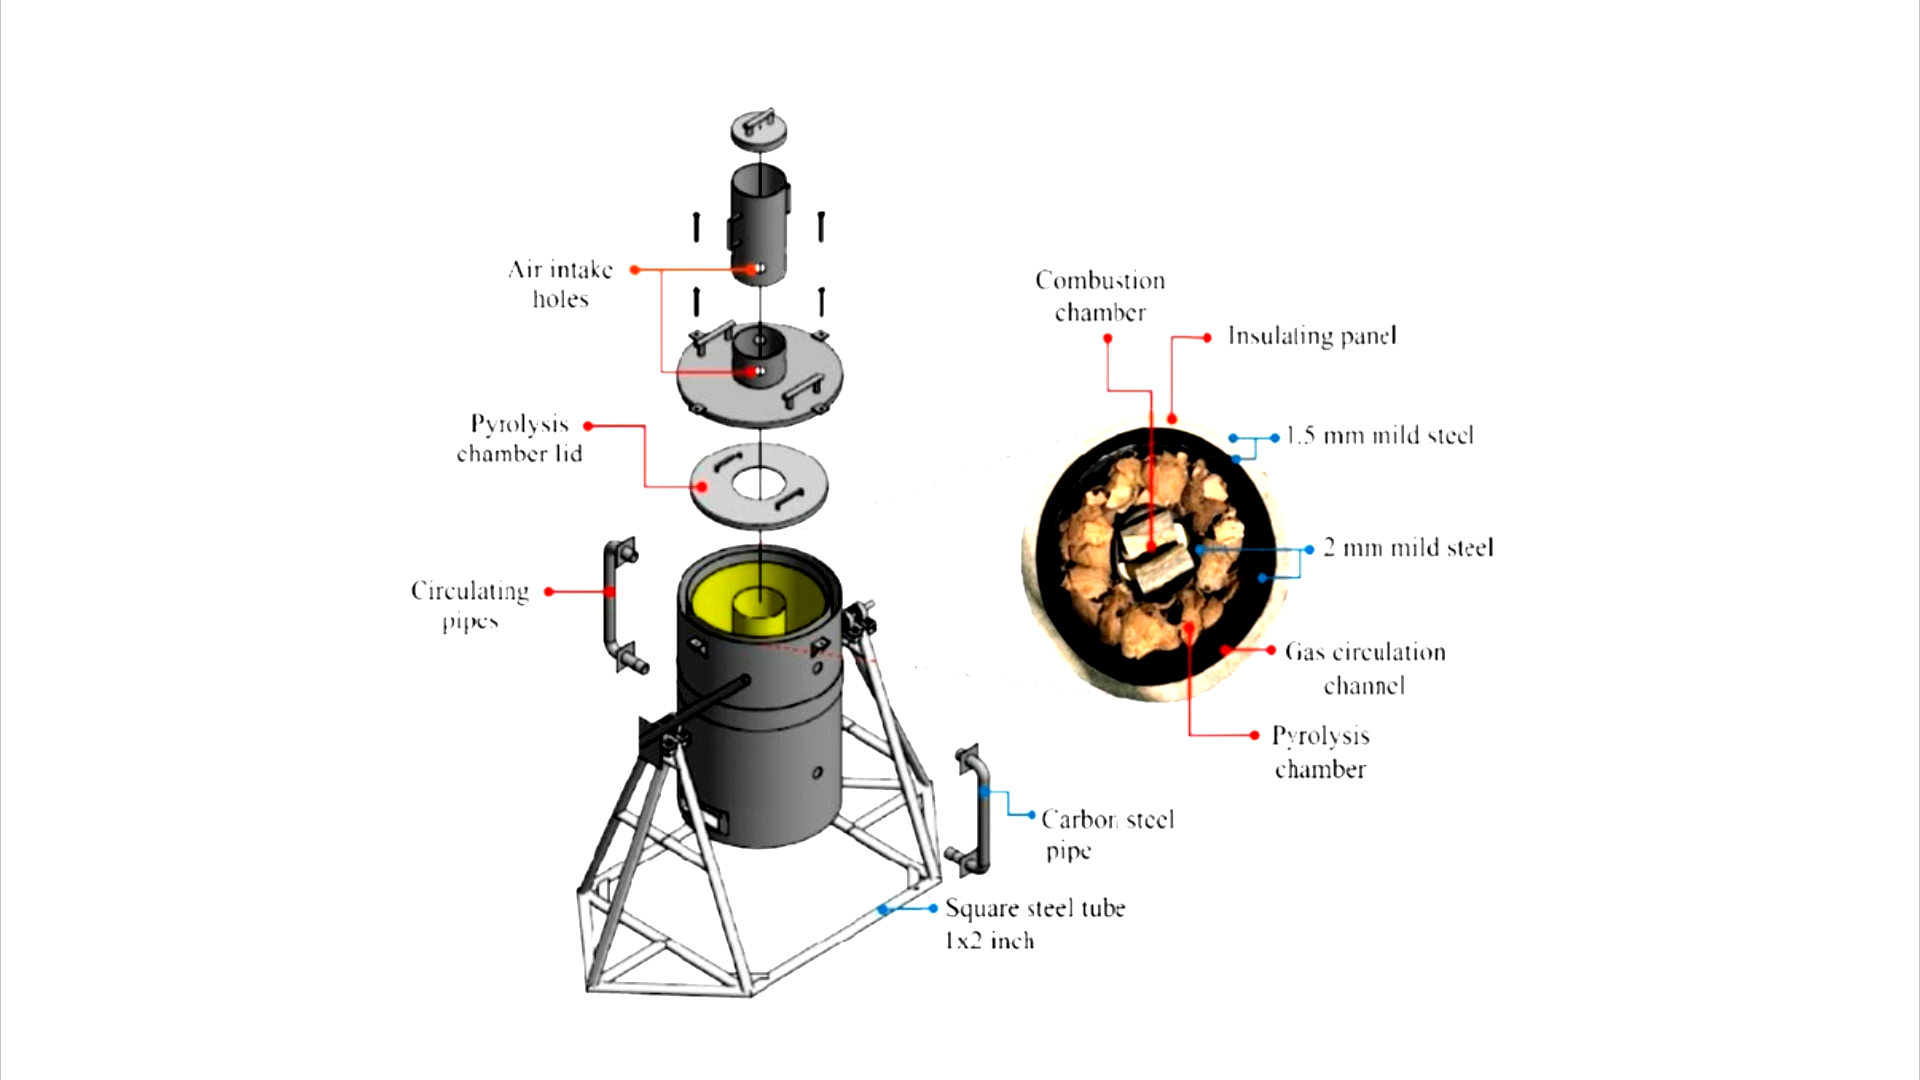 Air intake
holes
Pyrolysis
chamber lid
Circulating
pipes
Combustion
chamber
Insulating panel
1.5 mm mild steel
2 mm mild steel
Gas circulation
channel
Pyrolysis
chamber
Carbon steel
pipe
Square steel tube
1x2 inch